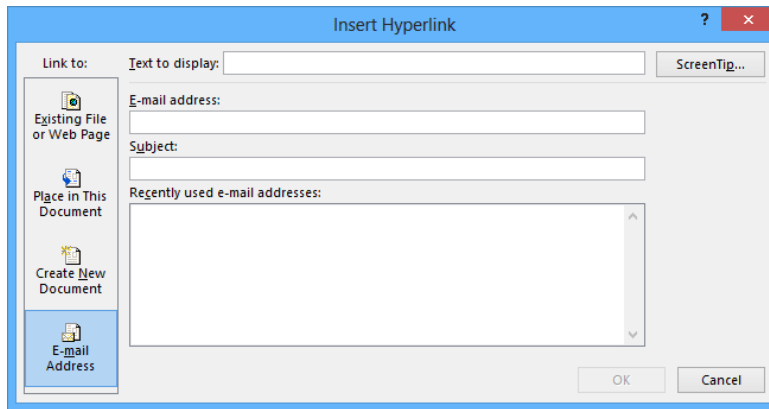 Insert Hyperlink
?
Link to:
Text to display:
ScreenTip...
Existing File
or Web Page
E-mail address:
Subject:
Place in This
Document
Recently used e-mail addresses:
Create New
Document
E-mail
Address
OK
Cancel